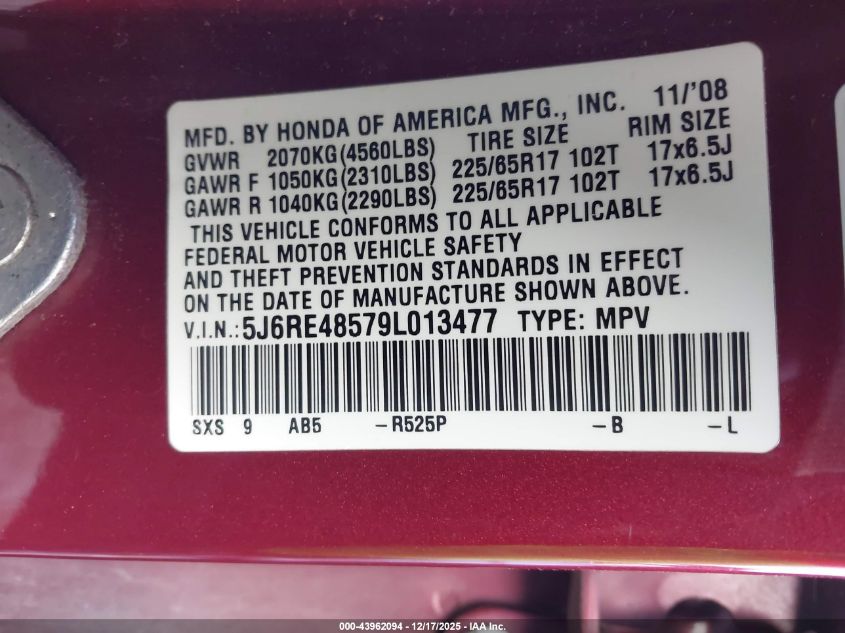 MFD. BY HONDA OF AMERICA MFG., INC. 11/'08
GVWR 2070KG(4560LBS) TIRE SIZE RIM SIZE
GAWR F 1050KG(2310LBS) 225/65R17 102T 17x6.5J
GAWR R 1040KG(2290LBS) 225/65R17 102T 17x6.5J
THIS VEHICLE CONFORMS TO ALL APPLICABLE
FEDERAL MOTOR VEHICLE SAFETY
AND THEFT PREVENTION STANDARDS IN EFFECT
ON THE DATE OF MANUFACTURE SHOWN ABOVE.
V.I.N.: 5J6RE48579L013477 TYPE: MPV
SXS 9 AB5 -R525P -B -L
000-43962094 - 12/17/2025 - IAA Inc.